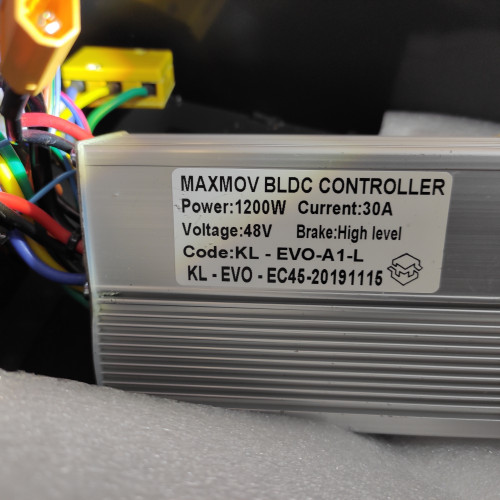 MAXMOV BLDC CONTROLLER
Power:1200W Current:30A
Voltage:48V Brake:High level
Code:KL - EVO-A1-L
KL - EVO - EC45-20191115